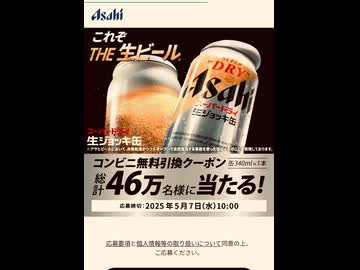 Asahi
これぞ
THE 生ビール
SUPER
"DRY"
Asahi
スーパードライ
生ジョッキ缶
スーパードライ
生ジョッキ缶
コンビニ無料引換クーポン 缶340ml×1本
総計46万名様に当たる!
応募締切:2025年5月7日(水)10:00
応募要項と個人情報等の取り扱いについて同意の上、
ご応募ください。